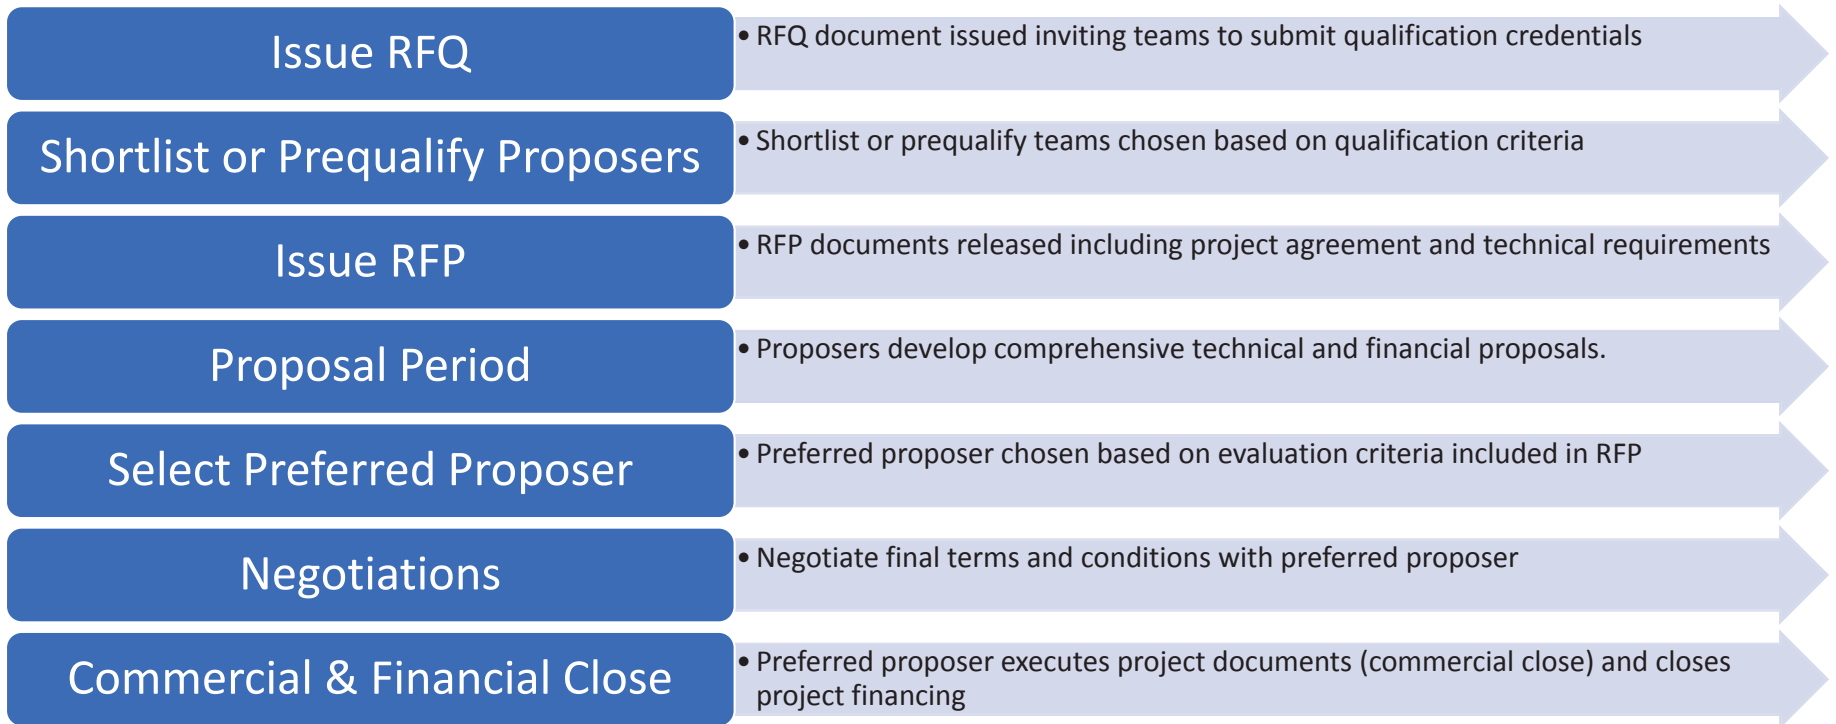 Issue RFQ
• RFQ document issued inviting teams to submit qualification credentials
Shortlist or Prequalify Proposers
• Shortlist or prequalify teams chosen based on qualification criteria
Issue RFP
• RFP documents released including project agreement and technical requirements
Proposal Period
• Proposers develop comprehensive technical and financial proposals.
Select Preferred Proposer
• Preferred proposer chosen based on evaluation criteria included in RFP
Negotiations
• Negotiate final terms and conditions with preferred proposer
Commercial & Financial Close
• Preferred proposer executes project documents (commercial close) and closes
project financing